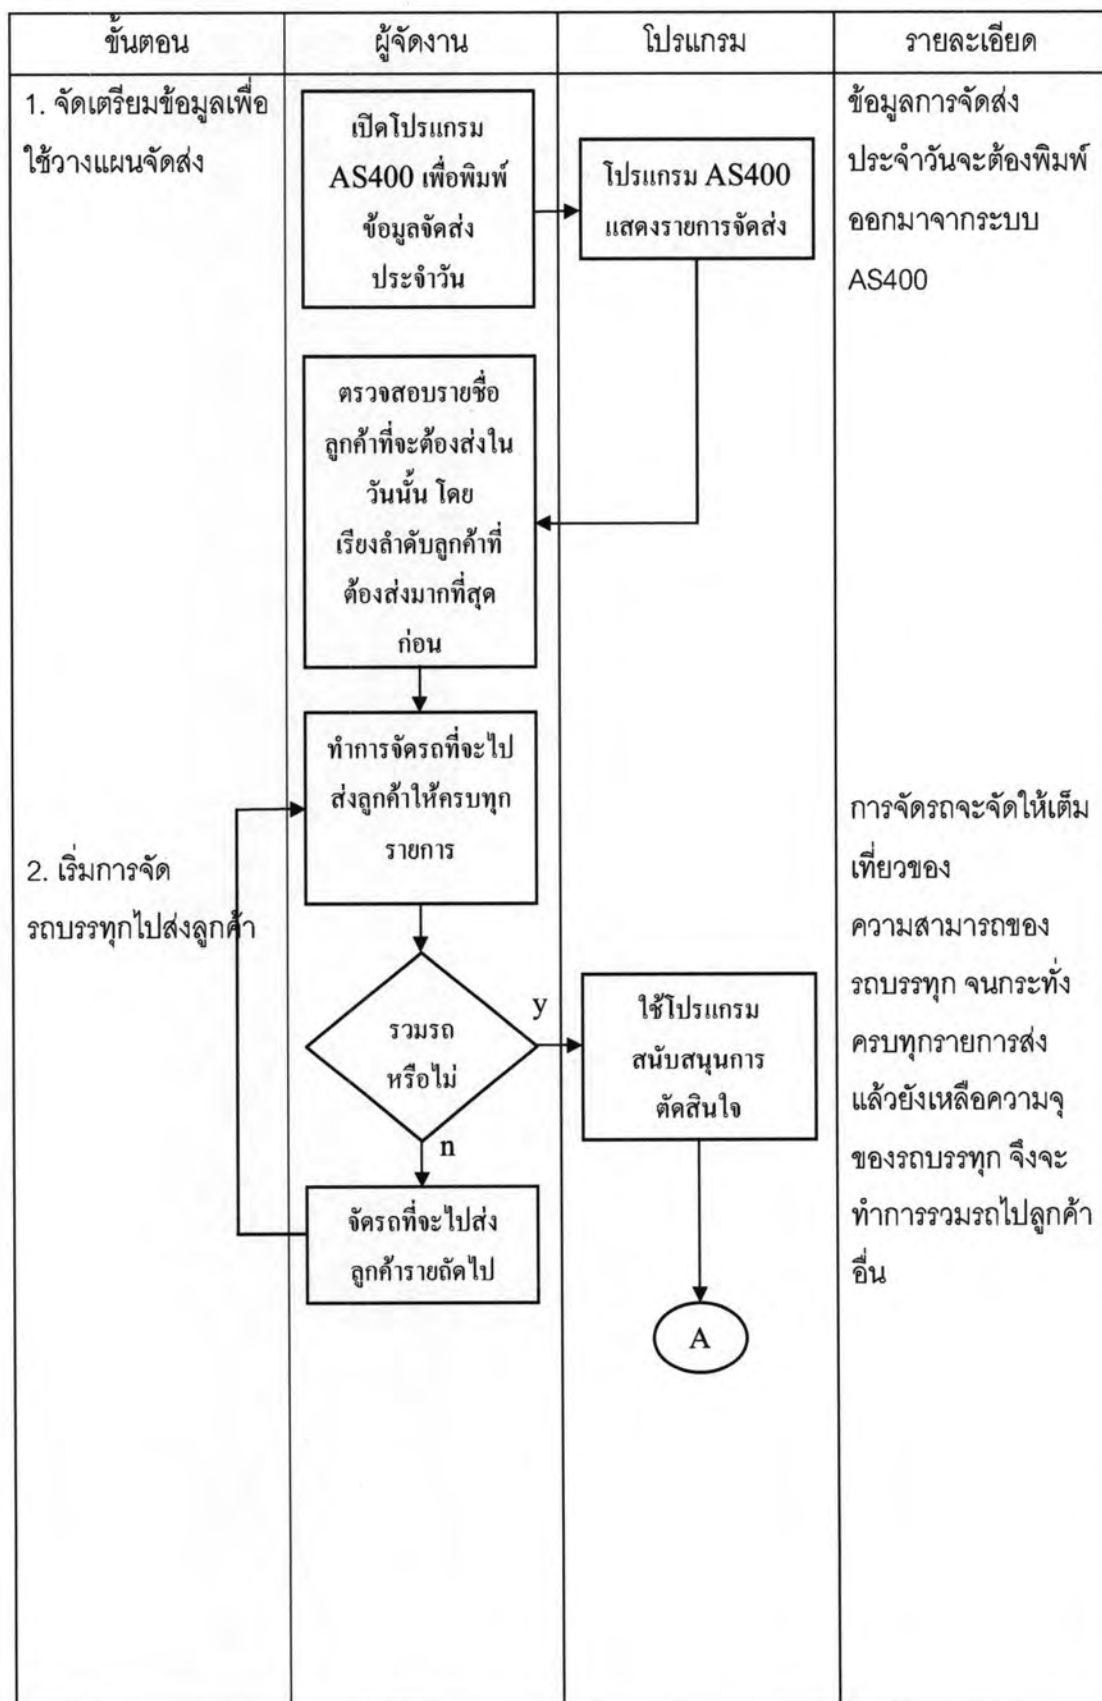 ขั้นตอน
ผู้จัดงาน
โปรแกรม
รายละเอียด
1. จัดเตรียมข้อมูลเพื่อ
ใช้วางแผนจัดส่ง
เปิดโปรแกรม
AS400 เพื่อพิมพ์
ข้อมูลจัดส่ง
ประจำวัน
โปรแกรม AS400
แสดงรายการจัดส่ง
ข้อมูลการจัดส่ง
ประจำวันจะต้องพิมพ์
ออกมาจากระบบ
AS400
ตรวจสอบรายชื่อ
ลูกค้าที่จะต้องส่งใน
วันนั้น โดย
เรียงลำดับลูกค้าที่
ต้องส่งมากที่สุด
ก่อน
ทำการจัดรถที่จะไป
ส่งลูกค้าให้ครบทุก
รายการ
2. เริ่มการจัด
รถบรรทุกไปส่งลูกค้า
รวมรถ
หรือไม่
y
n
ใช้โปรแกรม
สนับสนุนการ
ตัดสินใจ
จัดรถที่จะไปส่ง
ลูกค้ารายถัดไป
A
การจัดรถจะจัดให้เต็ม
เที่ยวของ
ความสามารถของ
รถบรรทุก จนกระทั่ง
ครบทุกรายการส่ง
แล้วยังเหลือความจุ
ของรถบรรทุก จึงจะ
ทำการรวมรถไปลูกค้า
อื่น